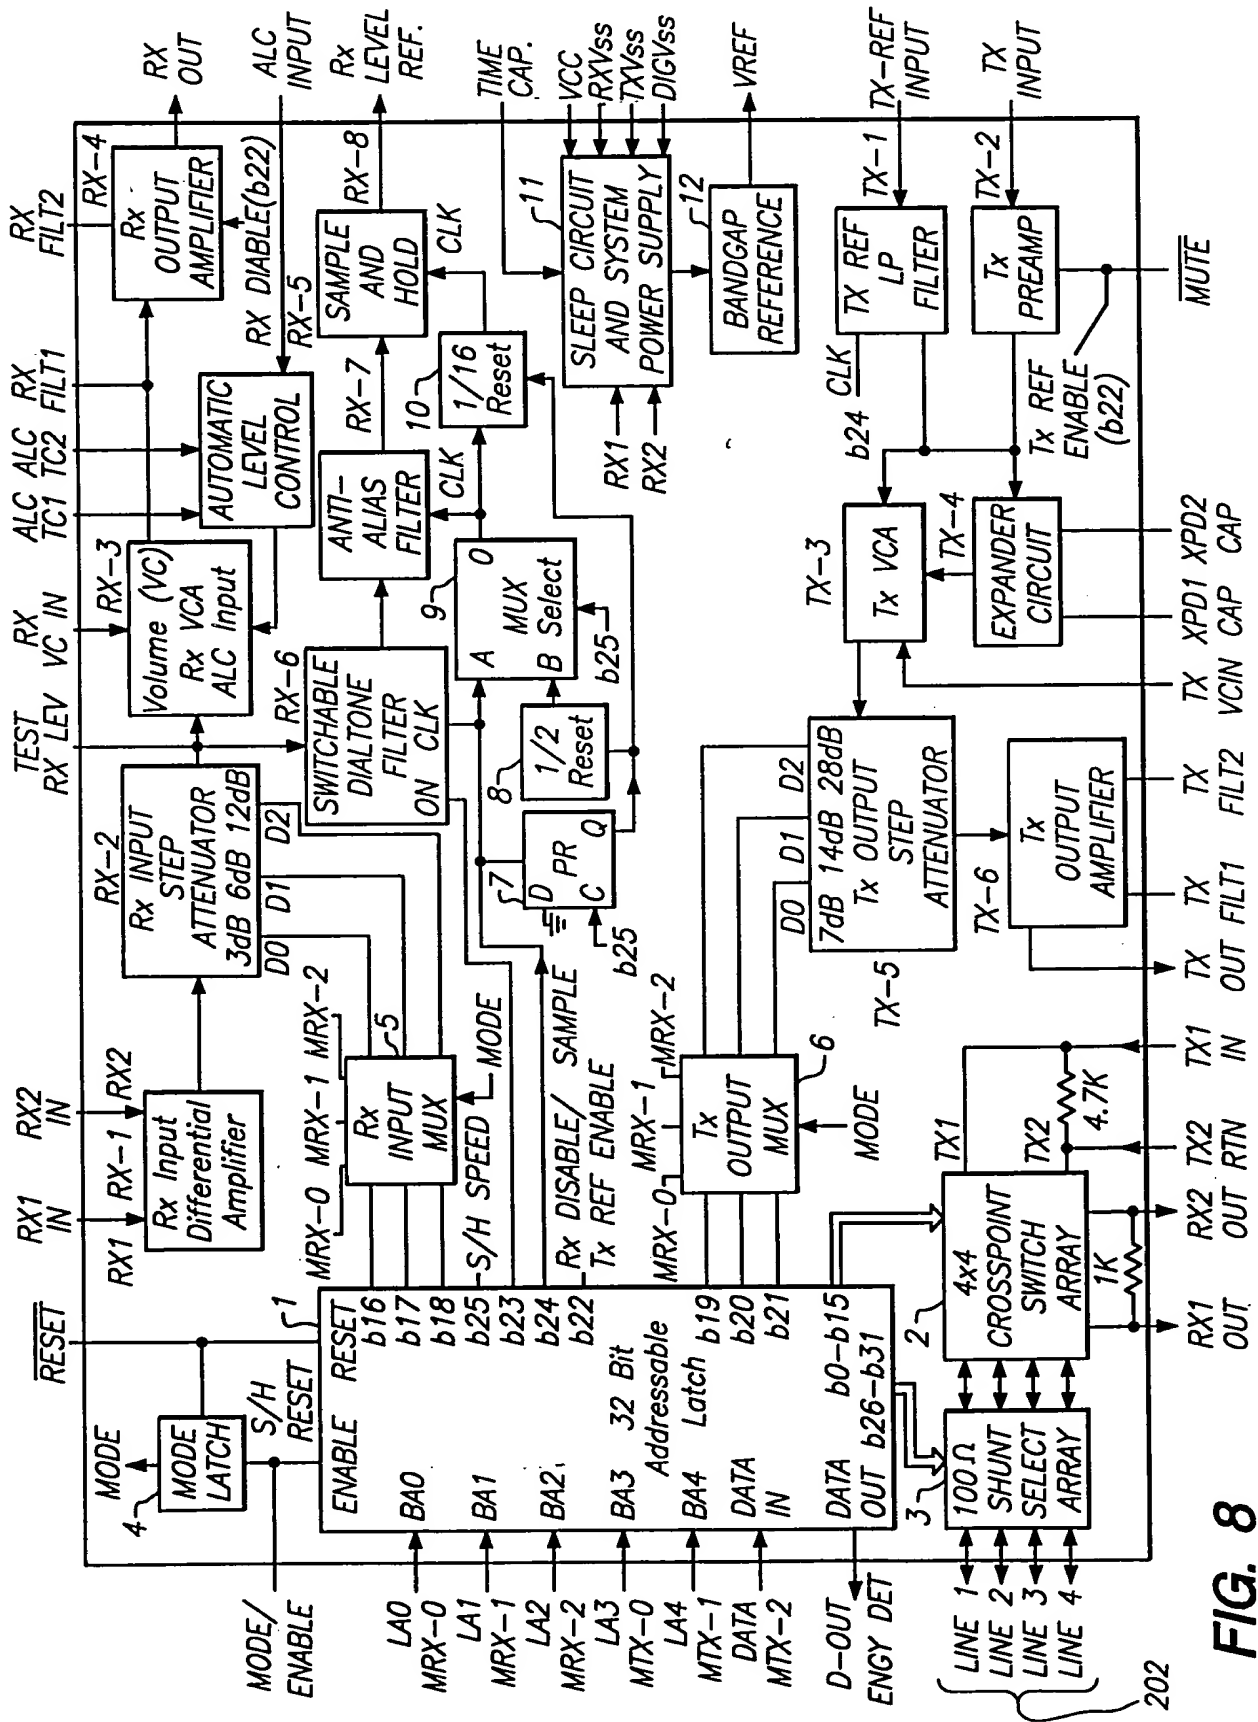 RX1
IN
RX2
IN
TEST
RX LEV
RX
VC IN
ALC
TC1
ALC
TC2
RX
FILT1
RX
FILT2
RESET
MODE
MODE
LATCH
4
S/H
RESET
1
MODE/
ENABLE
RX1
RX-1
RX2
Rx Input
Differential
Amplifier
RX-2
Rx INPUT
STEP
ATTENUATOR
3dB 6dB 12dB
D0
D1
D2
RX-3
Volume (VC)
Rx VCA
ALC Input
AUTOMATIC
LEVEL
CONTROL
RX-4
Rx
OUTPUT
AMPLIFIER
RX DIABLE(b22)
RX-5
RX
OUT
ALC
INPUT
Rx
LEVEL
REF.
MRX-0
MRX-1
MRX-2
Rx
INPUT
MUX
5
MODE
RX-6
SWITCHABLE
DIALTONE
FILTER
ON CLK
ANTI-
ALIAS
FILTER
RX-7
SAMPLE
AND
HOLD
RX-8
CLK
CLK
7
D
PR
C
Q
b25
8
1/2
Reset
9
A
O
MUX
B Select
b25
10
1/16
Reset
TIME
CAP.
VCC
RXVss
TXVss
DIGVss
11
SLEEP CIRCUIT
AND SYSTEM
POWER SUPPLY
RX1
RX2
12
BANDGAP
REFERENCE
VREF
ENABLE
RESET
b16
b17
b18
b25
b23
b24
b22
b19
b20
b21
b0-b15
b26-b31
S/H SPEED
Rx DISABLE/ SAMPLE
Tx REF ENABLE
32 Bit
Addressable
Latch
BA0
BA1
BA2
BA3
BA4
DATA
IN
DATA
OUT
LA0
MRX-0
LA1
MRX-1
LA2
MRX-2
LA3
MTX-0
LA4
MTX-1
DATA
MTX-2
D-OUT
ENGY DET
MRX-0
MRX-1
MRX-2
Tx
OUTPUT
MUX
6
MODE
D0
D1
D2
7dB 14dB 28dB
Tx OUTPUT
STEP
ATTENUATOR
TX-5
TX-3
Tx VCA
TX-4
EXPANDER
CIRCUIT
b24
CLK
TX REF
LP
FILTER
TX-1
TX-REF
INPUT
Tx
PREAMP
TX-2
TX
INPUT
Tx REF
ENABLE
(b22)
MUTE
TX-6
Tx
OUTPUT
AMPLIFIER
3
100Ω
SHUNT
SELECT
ARRAY
2
4x4
CROSSPOINT
SWITCH
ARRAY
TX1
TX2
4.7K
1K
LINE 1
LINE 2
LINE 3
LINE 4
202
RX1
OUT
RX2
OUT
TX2
RTN
TX1
IN
TX
OUT
TX
FILT1
TX
FILT2
TX
VCIN
XPD1
CAP
XPD2
CAP
FIG. 8